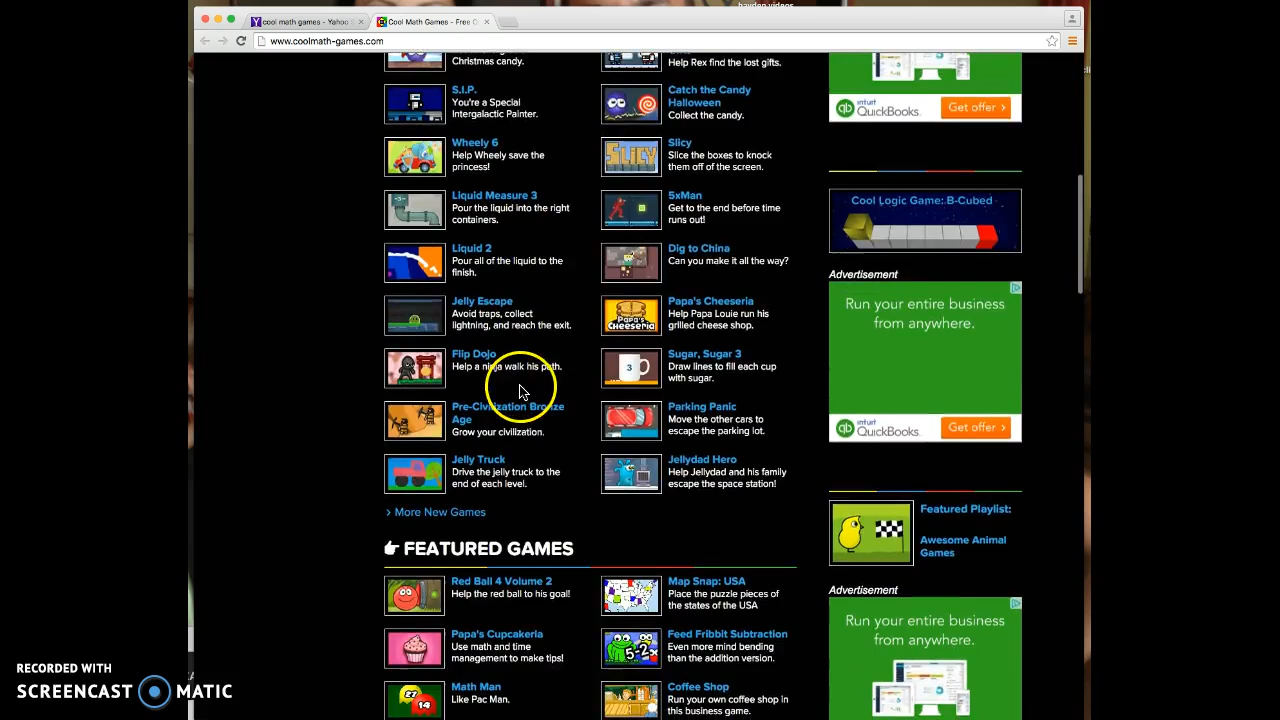 hayden videos
cool math games - Yahoo S
Cool Math Games - Free O
www.coolmath-games.com
Christmas candy.
Help Rex find the lost gifts.
S.I.P.
You're a Special
Intergalactic Painter.
Catch the Candy
Halloween
Collect the candy.
Wheely 6
Help Wheely save the
princess!
SLICY
Slicy
Slice the boxes to knock
them off of the screen.
Liquid Measure 3
Pour the liquid into the right
containers.
5xMan
Get to the end before time
runs out!
Liquid 2
Pour all of the liquid to the
finish.
Dig to China
Can you make it all the way?
Jelly Escape
Avoid traps, collect
lightning, and reach the exit.
PAPA'S
Cheeseria
Papa's Cheeseria
Help Papa Louie run his
grilled cheese shop.
Flip Dojo
Help a ninja walk his path.
3
Sugar, Sugar 3
Draw lines to fill each cup
with sugar.
Pre-Civilization Bronze
Age
Grow your civilization.
Parking Panic
Move the other cars to
escape the parking lot.
Jelly Truck
Drive the jelly truck to the
end of each level.
Jellydad Hero
Help Jellydad and his family
escape the space station!
> More New Games
FEATURED GAMES
Red Ball 4 Volume 2
Help the red ball to his goal!
Map Snap: USA
Place the puzzle pieces of
the states of the USA
Papa's Cupcakeria
Use math and time
management to make tips!
5-2
Feed Fribbit Subtraction
Even more mind bending
than the addition version.
27
14
Math Man
Like Pac Man.
Coffee Shop
Run your own coffee shop in
this business game.
qb intuit
QuickBooks.
Get offer >
Cool Logic Game: B-Cubed
Advertisement
Run your entire business
from anywhere.
qb intuit
QuickBooks.
Get offer >
Featured Playlist:
Awesome Animal
Games
Advertisement
Run your entire business
from anywhere.
RECORDED WITH
SCREENCAST MATIC